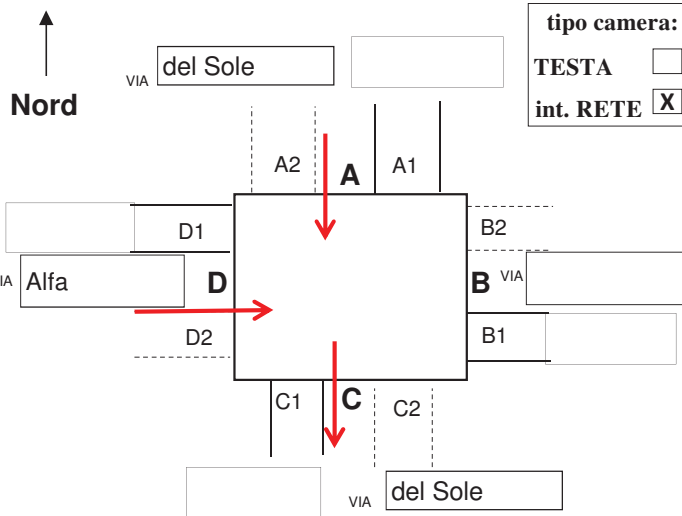 tipo camera:
VIA del Sole
TESTA
Nord
int. RETE X
A2 A A1
D1 B2
VIA Alfa D B VIA
D2 B1
C1 C C2
VIA del Sole